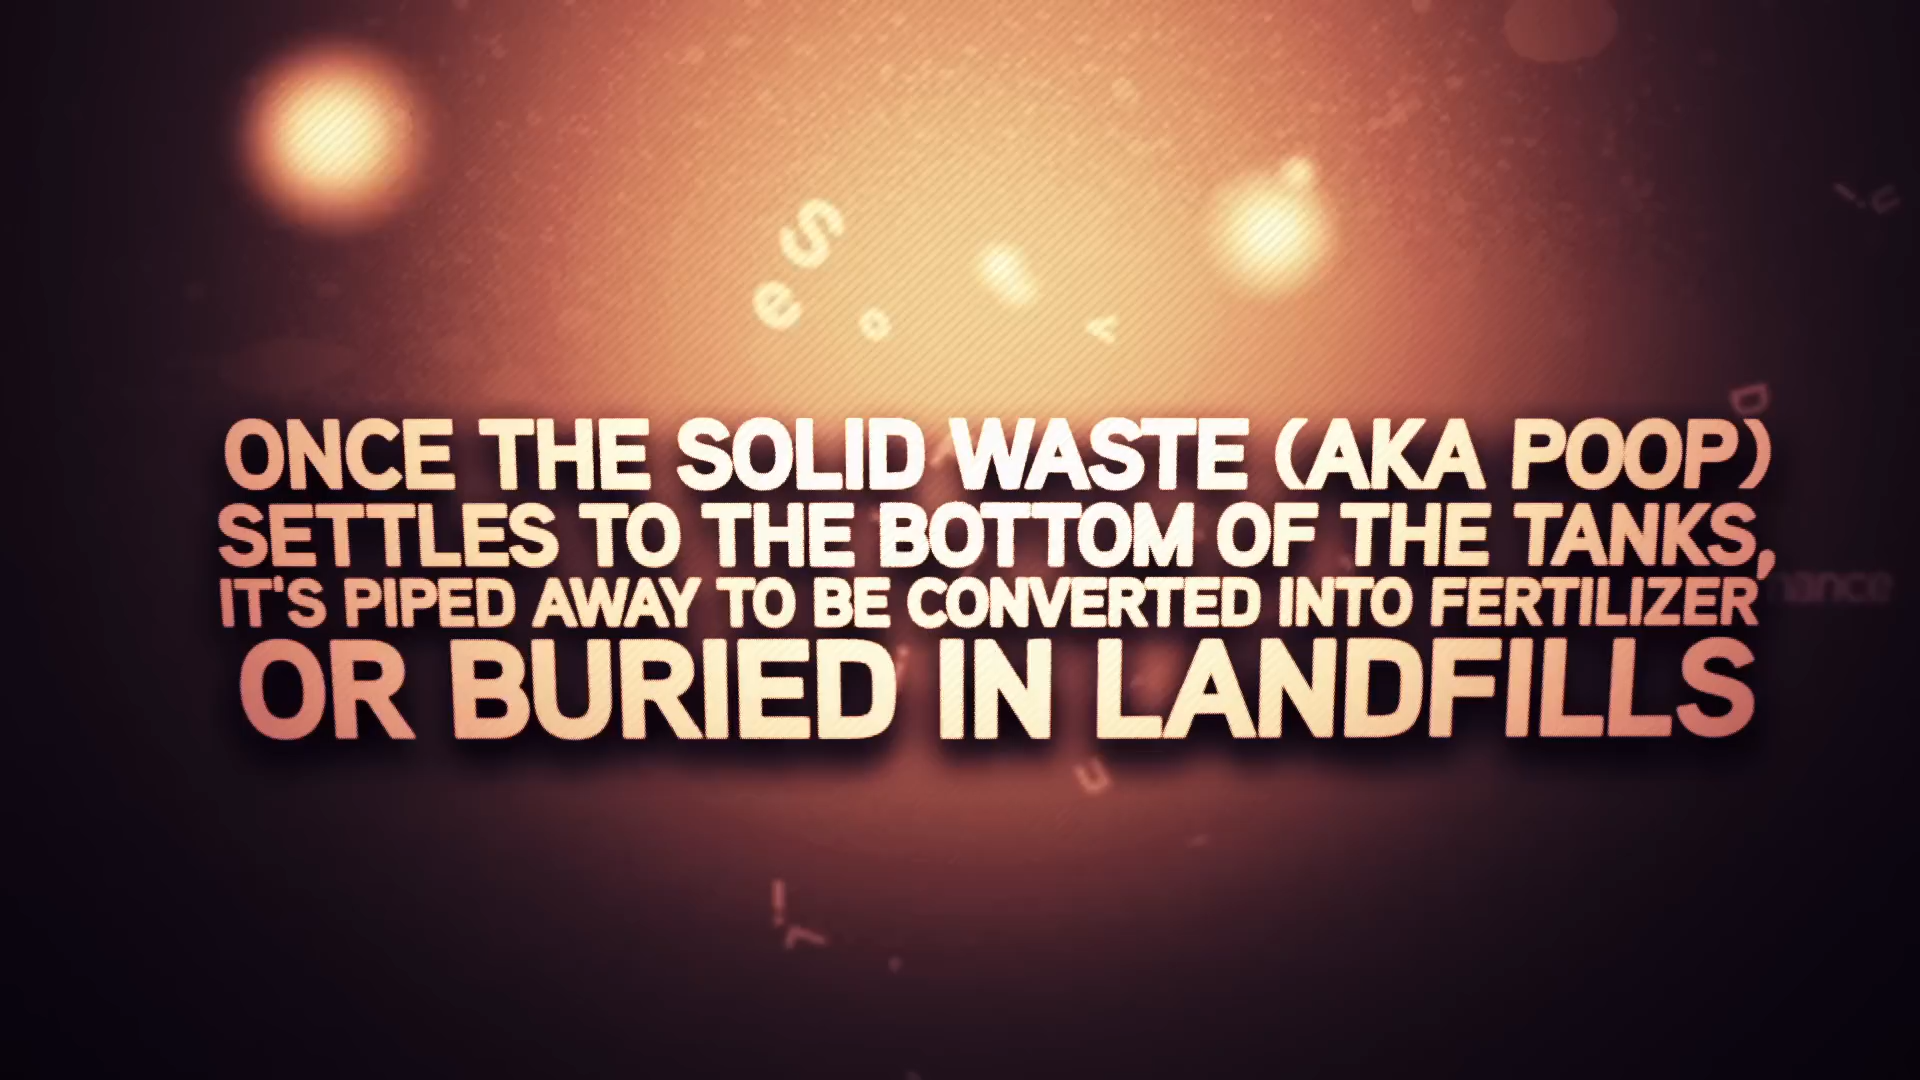 ONCE THE SOLID WASTE (AKA POOP)
SETTLES TO THE BOTTOM OF THE TANKS,
IT'S PIPED AWAY TO BE CONVERTED INTO FERTILIZER
OR BURIED IN LANDFILLS